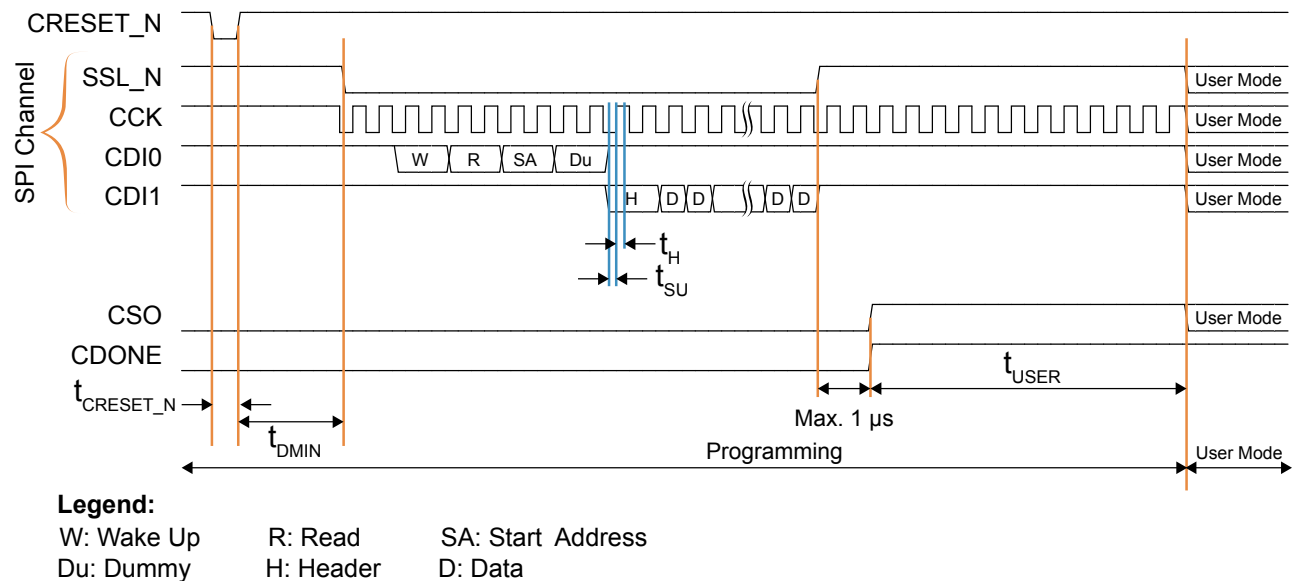 CRESET_N
SPI Channel
SSL_N User Mode
CCK User Mode
CDI0 W R SA Du User Mode
CDI1 H D D D D User Mode
tH
tSU
CSO User Mode
CDONE
tUSER
tCRESET_N
Max. 1 µs
tDMIN
Programming User Mode
Legend:
W: Wake Up R: Read SA: Start Address
Du: Dummy H: Header D: Data